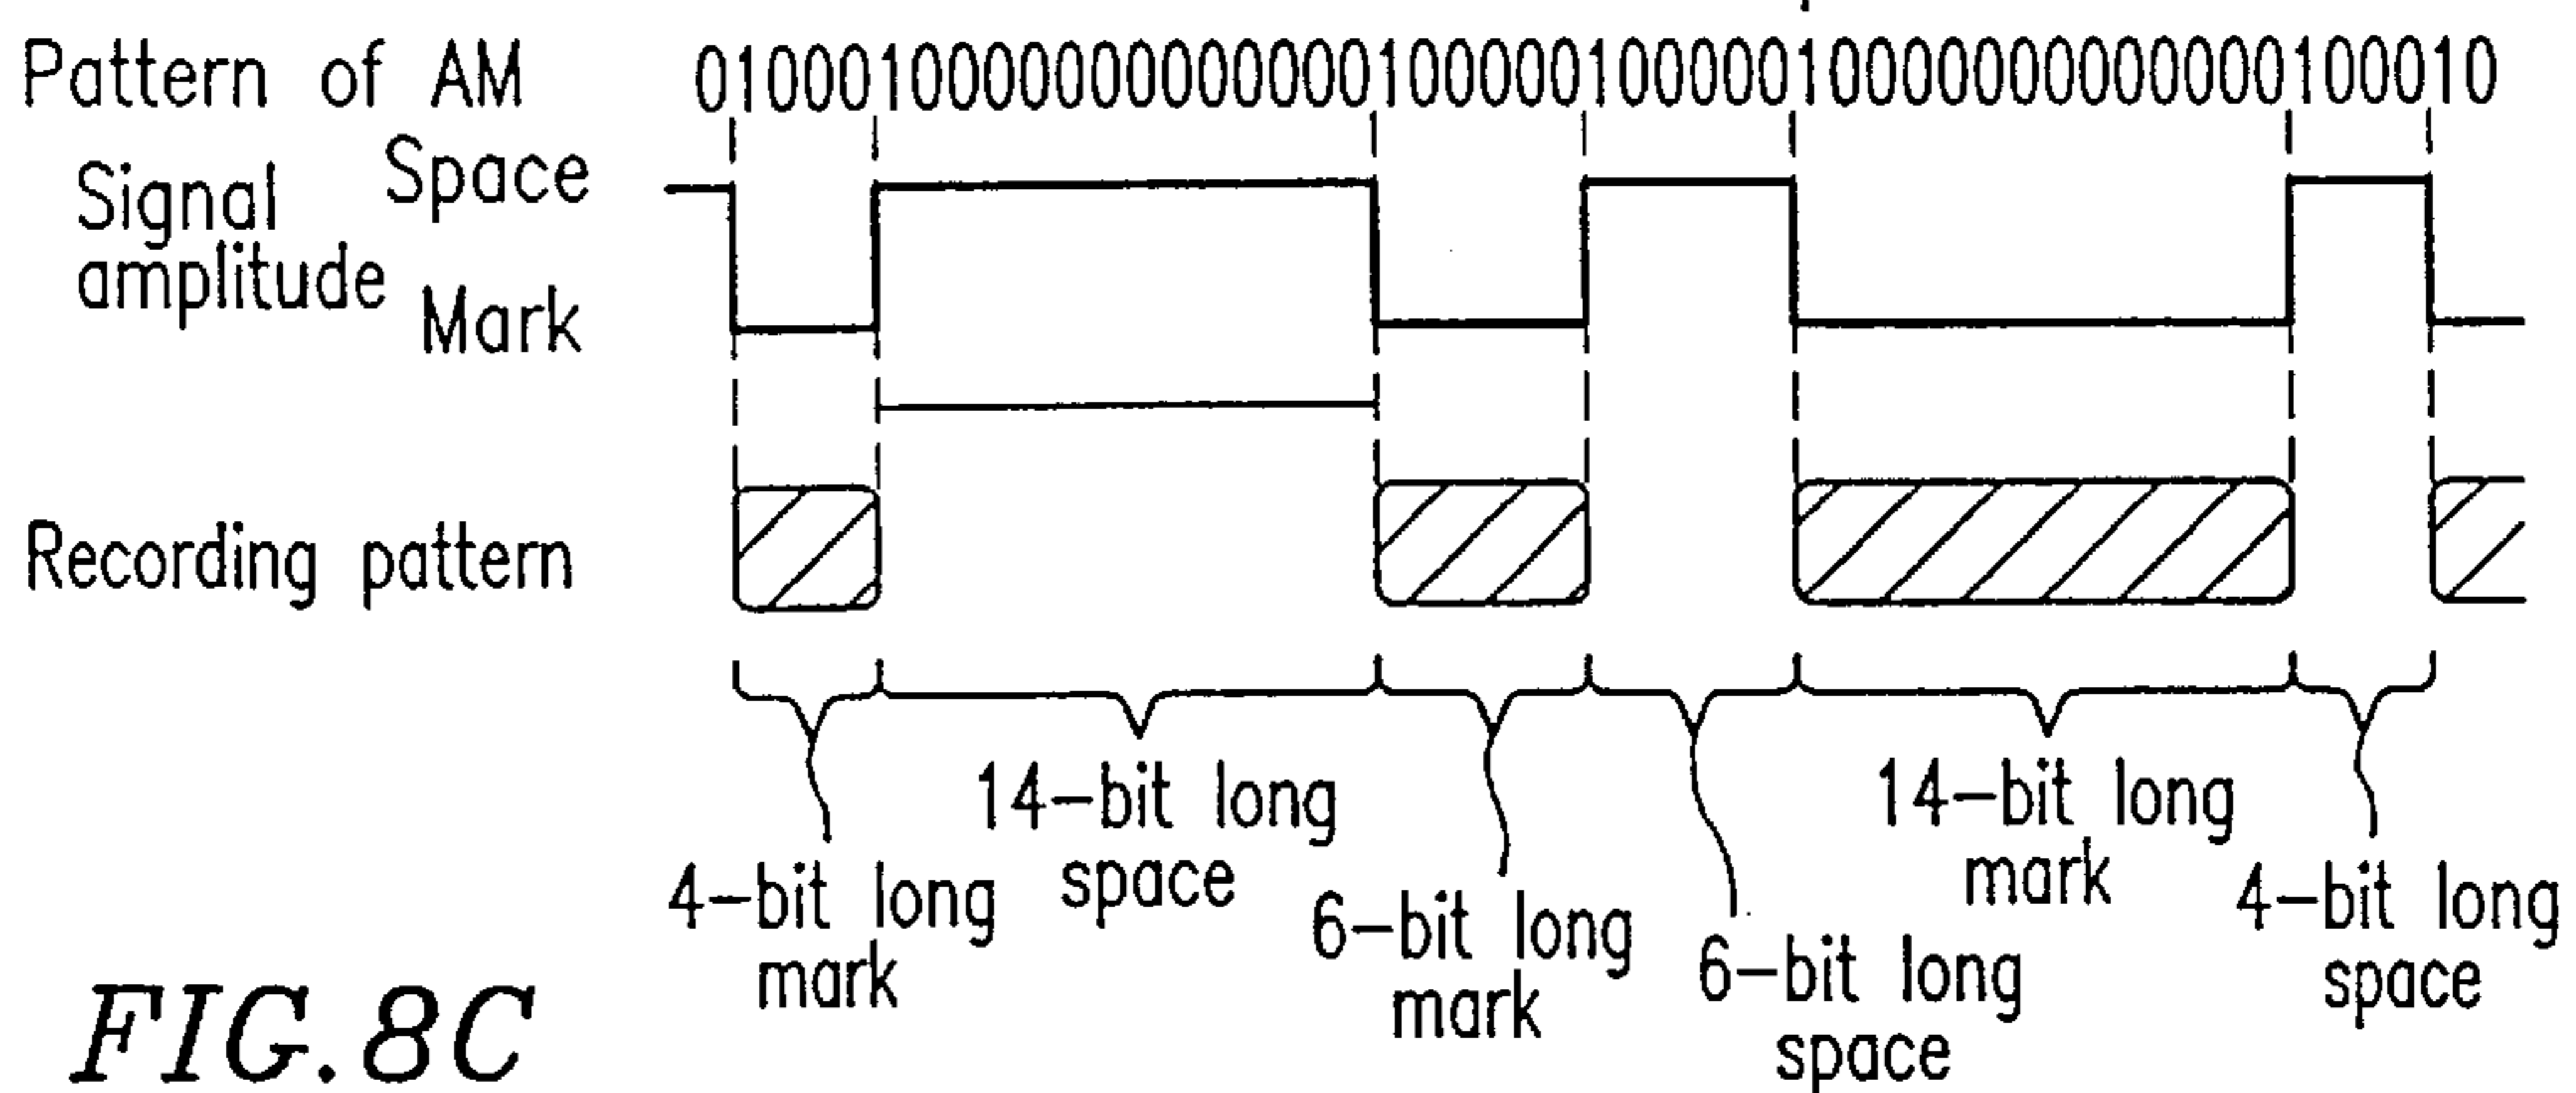 Pattern of AM 010001000000000000010000010000010000000000000100010
Signal amplitude
Space
Mark
Recording pattern
14-bit long space
14-bit long mark
4-bit long mark
6-bit long mark
6-bit long space
4-bit long space
FIG.8C